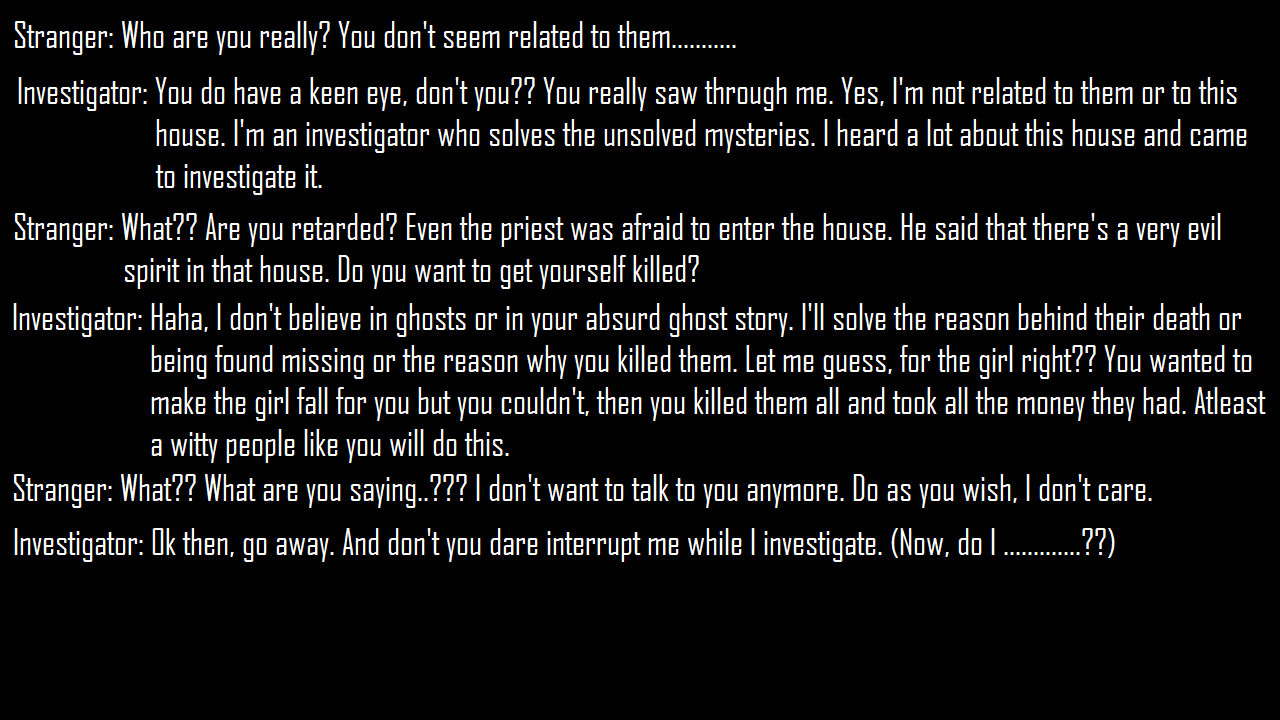 Stranger: Who are you really? You don't seem related to them...........
Investigator: You do have a keen eye, don't you?? You really saw through me. Yes, I'm not related to them or to this
house. I'm an investigator who solves the unsolved mysteries. I heard a lot about this house and came
to investigate it.
Stranger: What?? Are you retarded? Even the priest was afraid to enter the house. He said that there's a very evil
spirit in that house. Do you want to get yourself killed?
Investigator: Haha, I don't believe in ghosts or in your absurd ghost story. I'll solve the reason behind their death or
being found missing or the reason why you killed them. Let me guess, for the girl right?? You wanted to
make the girl fall for you but you couldn't, then you killed them all and took all the money they had. Atleast
a witty people like you will do this.
Stranger: What?? What are you saying..??? I don't want to talk to you anymore. Do as you wish, I don't care.
Investigator: Ok then, go away. And don't you dare interrupt me while I investigate. (Now, do I .............??)